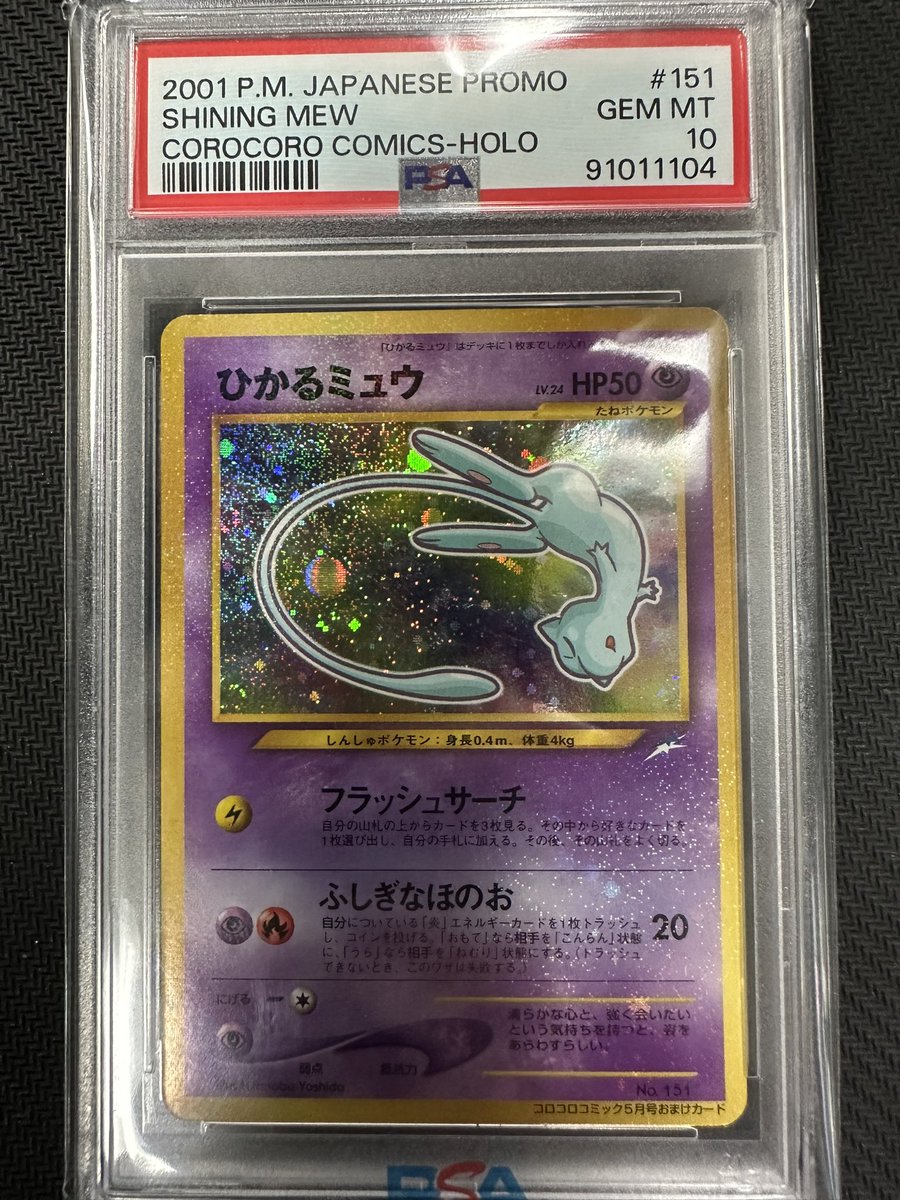 2001 P.M. JAPANESE PROMO #151
SHINING MEW GEM MT
COROCORO COMICS-HOLO 10
PSA 91011104
「ひかるミュウ」はデッキに1枚までしか入れ
ひかるミュウ LV.24 HP50
たねポケモン
しんしゅポケモン:身長0.4m、体重4kg
フラッシュサーチ
自分の山札の上からカードを3枚見る。その中から好きなカードを
1枚選び出し、自分の手札に加える。その後、その山札をよく切る。
ふしぎなほのお
自分についている「炎」エネルギーカードを1枚トラッシュ
し、コインを投げる。「おもて」なら相手を「こんらん」状態
に、「うら」なら相手を「ねむり」状態にする。(トラッシュ
できないとき、このワザは失敗する。)
20
にげる
清らかな心と、強く会いたい
という気持ちを持つと、姿を
あらわすらしい。
弱点 抵抗力
Yoshida
No.151
コロコロコミック5月号おまけカード
PSA